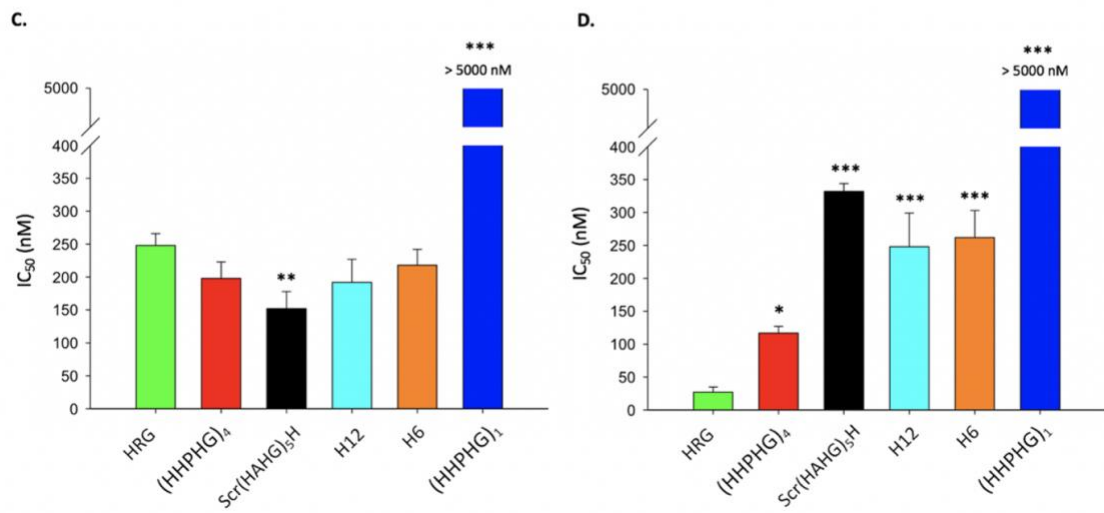 C.
***
> 5000 nM
5000
400
350
300
250
200
150
100
50
0
IC₅₀ (nM)
**
HRG
(HHPHG)₄
Scr(HAHG)₅H
H12
H6
(HHPHG)₁
D.
***
> 5000 nM
5000
400
350
300
250
200
150
100
50
0
IC₅₀ (nM)
*
***
***
***
HRG
(HHPHG)₄
Scr(HAHG)₅H
H12
H6
(HHPHG)₁